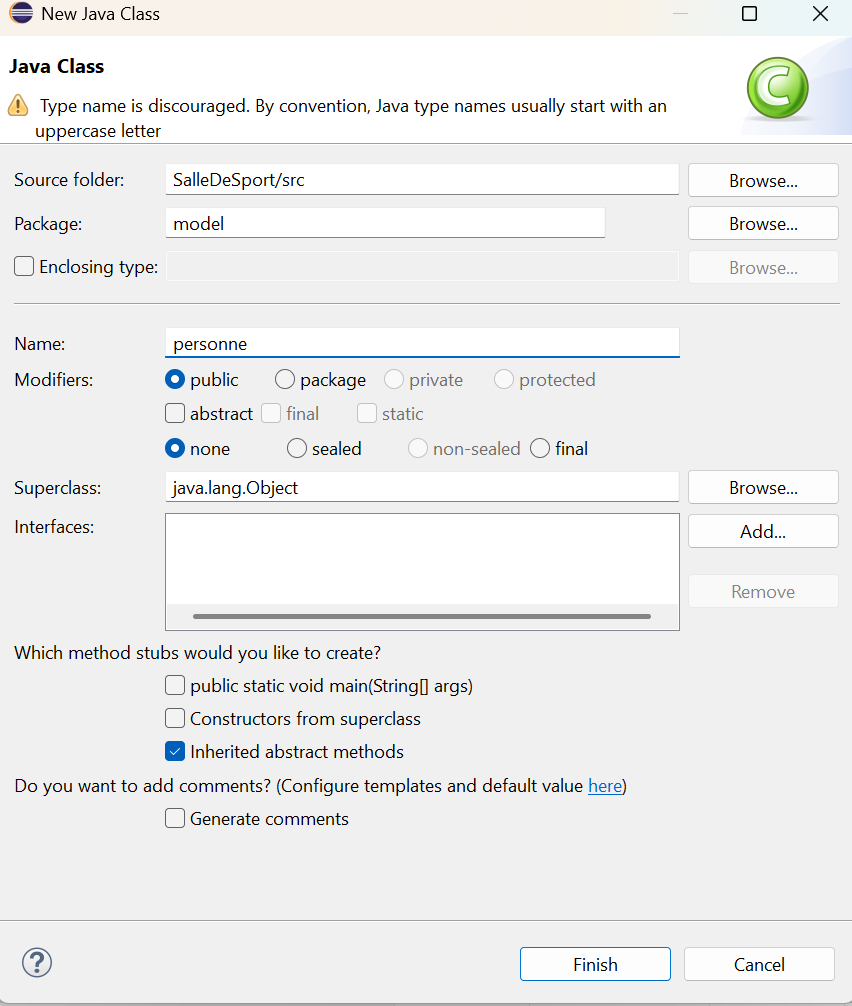 New Java Class
Java Class
Type name is discouraged. By convention, Java type names usually start with an
uppercase letter
Source folder: SalleDeSport/src Browse...
Package: model Browse...
Enclosing type: Browse...
Name: personne
Modifiers: public package private protected
abstract final static
none sealed non-sealed final
Superclass: java.lang.Object Browse...
Interfaces: Add...
Remove
Which method stubs would you like to create?
public static void main(String[] args)
Constructors from superclass
Inherited abstract methods
Do you want to add comments? (Configure templates and default value here)
Generate comments
? Finish Cancel